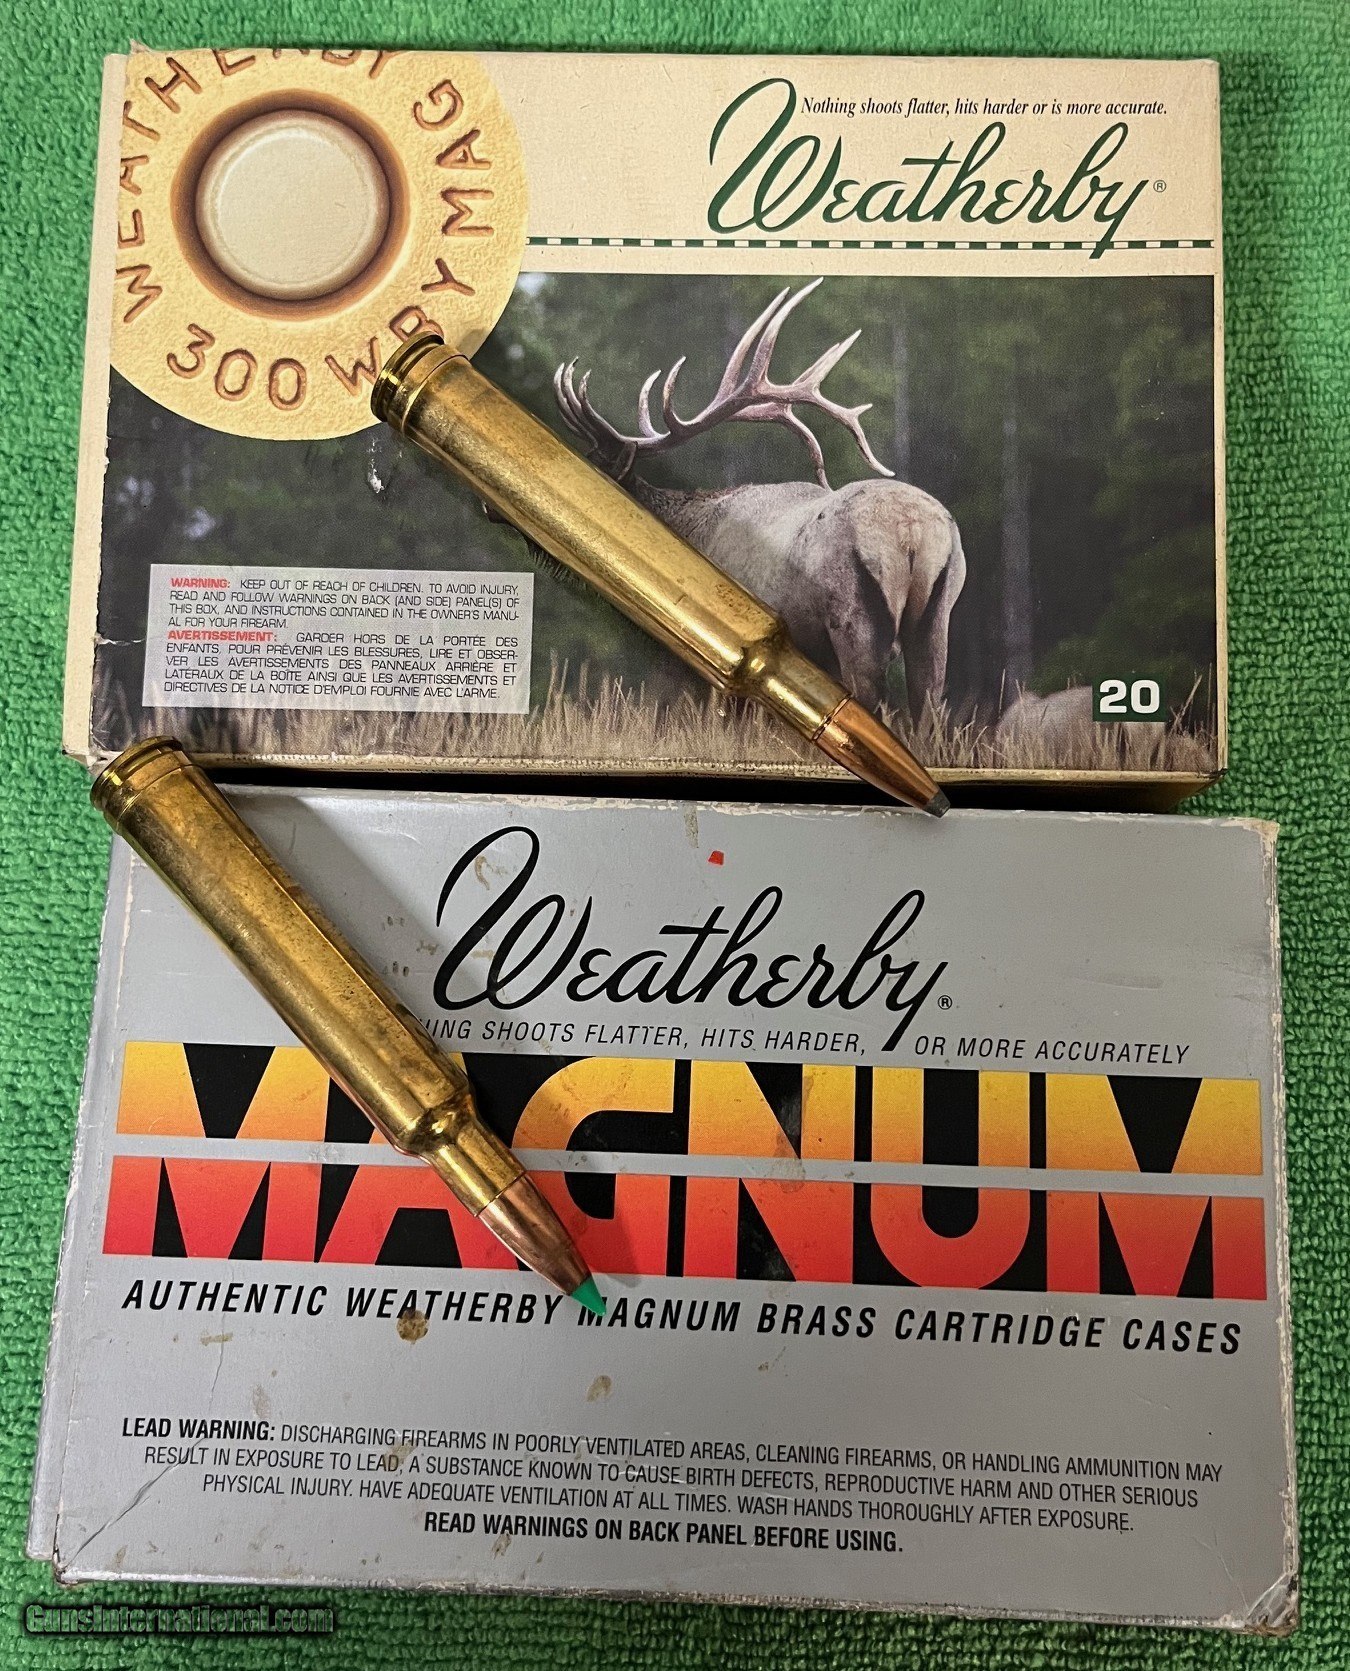 WEATHERBY MAG
300 WBY MAG
Nothing shoots flatter, hits harder or is more accurate.
Weatherby®
WARNING: KEEP OUT OF REACH OF CHILDREN. TO AVOID INJURY,
READ AND FOLLOW WARNINGS ON BACK (AND SIDE) PANEL(S) OF
THIS BOX, AND INSTRUCTIONS CONTAINED IN THE OWNER'S MANU-
AL FOR YOUR FIREARM.
AVERTISSEMENT: GARDER HORS DE LA PORTÉE DES
ENFANTS. POUR PRÉVENIR LES BLESSURES, LIRE ET OBSER-
VER LES AVERTISSEMENTS DES PANNEAUX ARRIÈRE ET
LATERAUX DE LA BOÎTE AINSI QUE LES AVERTISSEMENTS ET
DIRECTIVES DE LA NOTICE D'EMPLOI FOURNIE AVEC L'ARME.
20
Weatherby®
HING SHOOTS FLATTER, HITS HARDER, OR MORE ACCURATELY
MAGNUM
AUTHENTIC WEATHERBY MAGNUM BRASS CARTRIDGE CASES
LEAD WARNING: DISCHARGING FIREARMS IN POORLY VENTILATED AREAS, CLEANING FIREARMS, OR HANDLING AMMUNITION MAY
RESULT IN EXPOSURE TO LEAD, A SUBSTANCE KNOWN TO CAUSE BIRTH DEFECTS, REPRODUCTIVE HARM AND OTHER SERIOUS
PHYSICAL INJURY. HAVE ADEQUATE VENTILATION AT ALL TIMES. WASH HANDS THOROUGHLY AFTER EXPOSURE.
READ WARNINGS ON BACK PANEL BEFORE USING.
GunsInternational.com